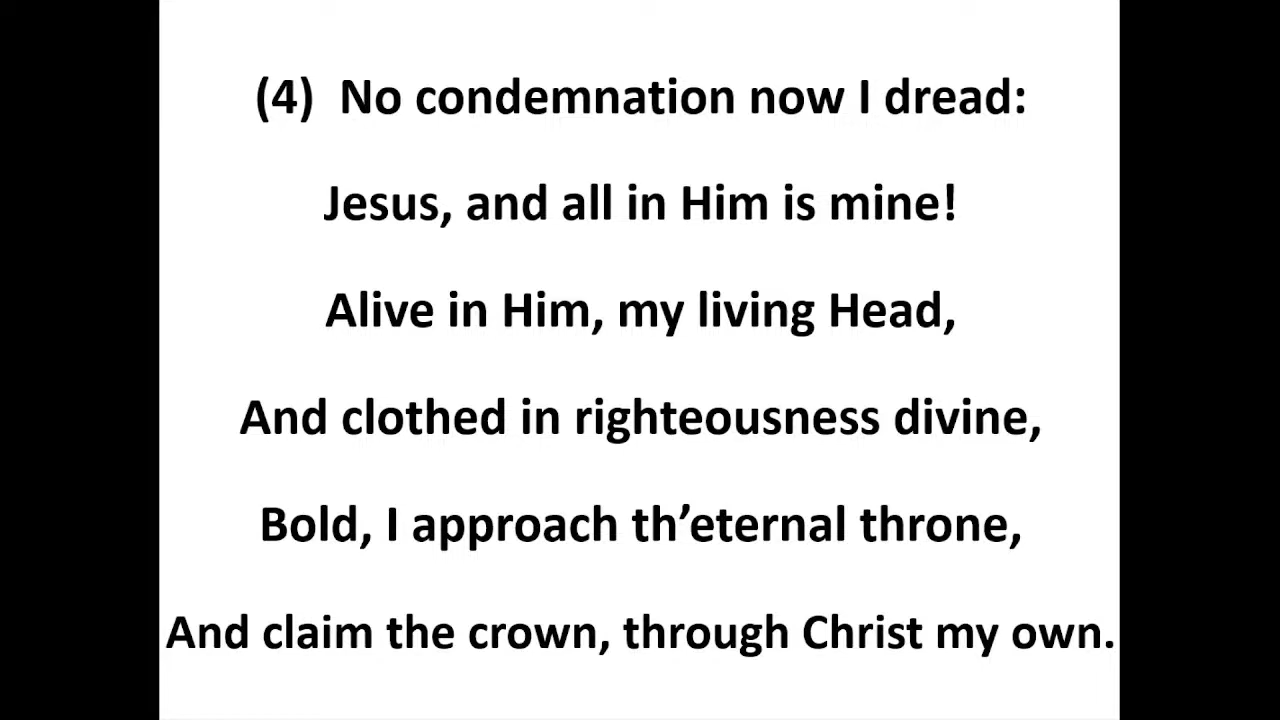 (4) No condemnation now I dread:
Jesus, and all in Him is mine!
Alive in Him, my living Head,
And clothed in righteousness divine,
Bold, I approach th’eternal throne,
And claim the crown, through Christ my own.